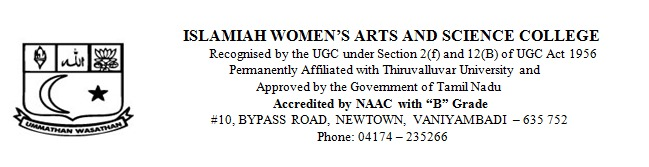 ISLAMIAH WOMEN’S ARTS AND SCIENCE COLLEGE
Recognised by the UGC under Section 2(f) and 12(B) of UGC Act 1956
Permanently Affiliated with Thiruvalluvar University and
Approved by the Government of Tamil Nadu
Accredited by NAAC with “B” Grade
#10, BYPASS ROAD, NEWTOWN, VANIYAMBADI – 635 752
Phone: 04174 – 235266
الله
UMMATHAN WASATHAN